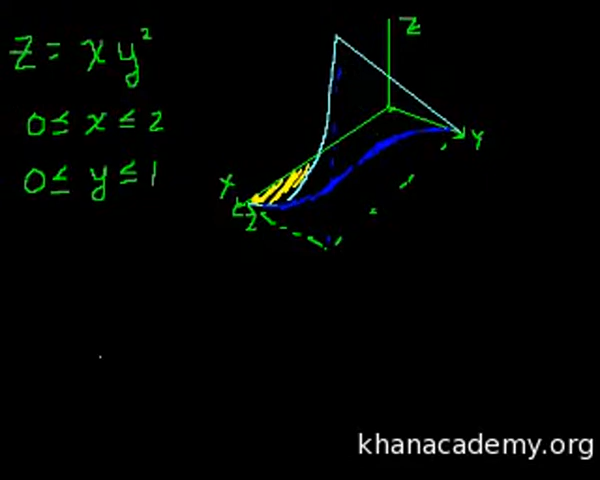 z = xy²
0 ≤ x ≤ 2
0 ≤ y ≤ 1
z
x
y
2
khanacademy.org